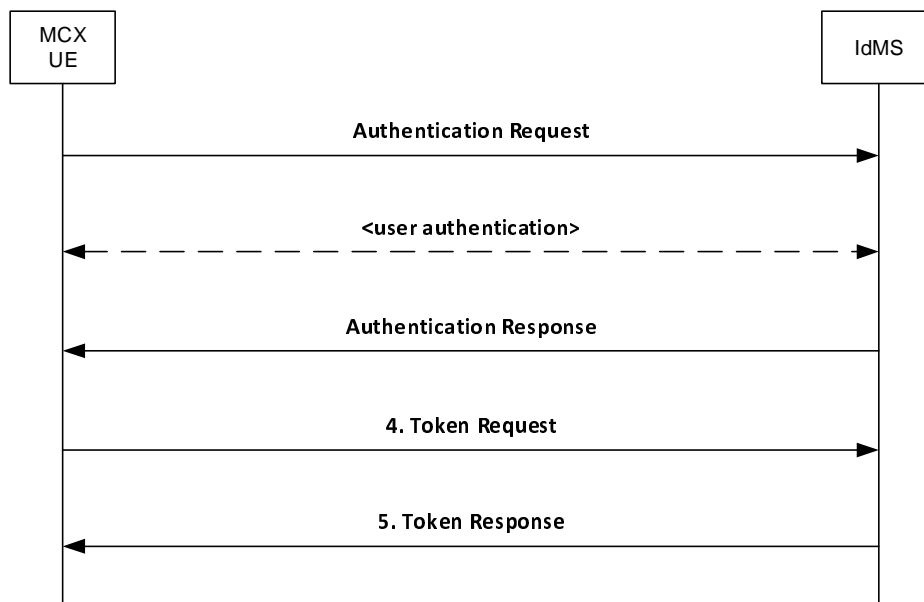 MCX
UE
IdMS
Authentication Request
<user authentication>
Authentication Response
4. Token Request
5. Token Response